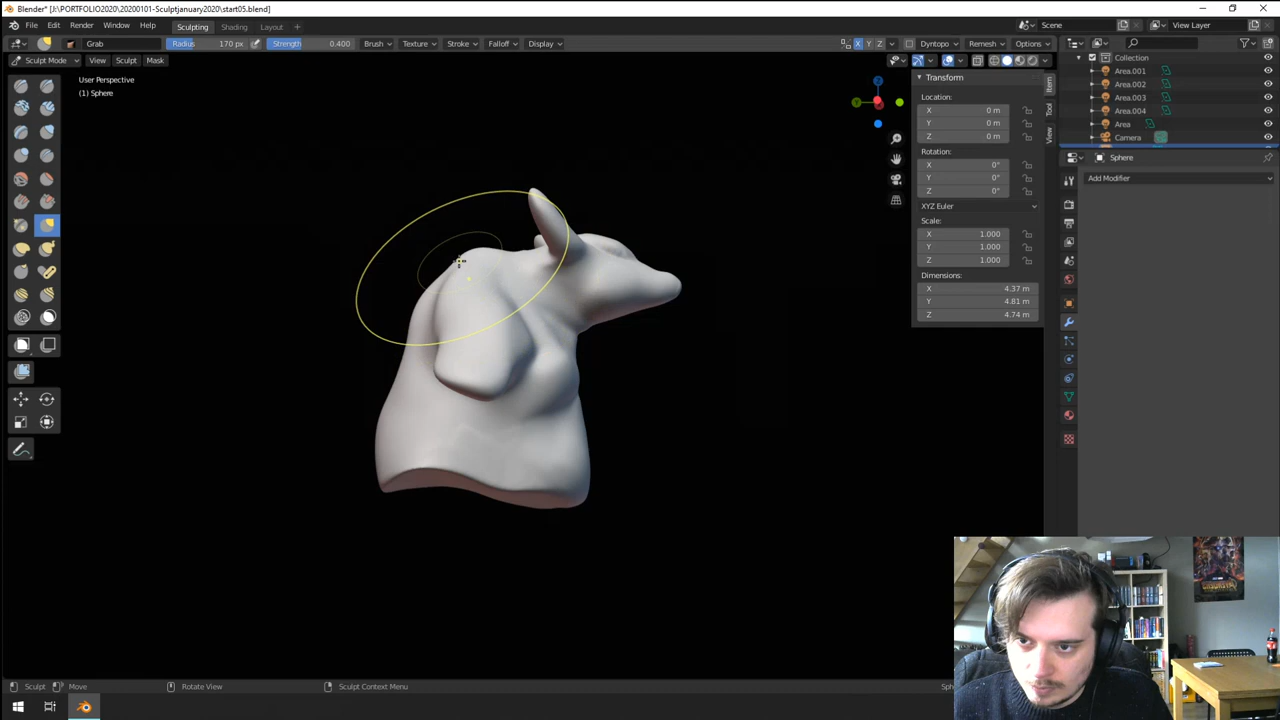 Blender* [J:\PORTFOLIO2020\20200101-Sculptjanuary2020\start05.blend]
File Edit Render Window Help Sculpting Shading Layout + Scene View Layer
Grab Radius 170 px Strength 0.400 Brush Texture Stroke Falloff Display X Y Z Dyntopo Remesh Options
Sculpt Mode View Sculpt Mask
User Perspective
(1) Sphere
Z
Y
Transform
Location:
X 0 m
Y 0 m
Z 0 m
Rotation:
X 0°
Y 0°
Z 0°
XYZ Euler
Scale:
X 1.000
Y 1.000
Z 1.000
Dimensions:
X 4.37 m
Y 4.81 m
Z 4.74 m
Item
Tool
View
Collection
Area.001
Area.002
Area.003
Area.004
Area
Camera
Sphere
Add Modifier
Sculpt Move Rotate View Sculpt Context Menu